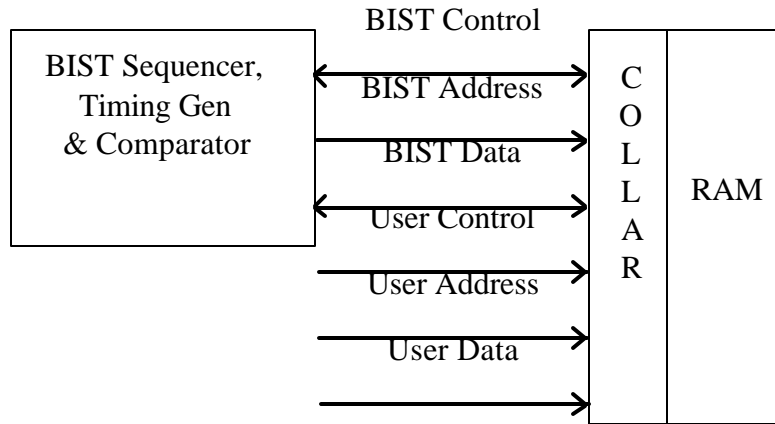 BIST Sequencer,
Timing Gen
& Comparator
BIST Control
BIST Address
BIST Data
User Control
User Address
User Data
C
O
L
L
A
R
RAM